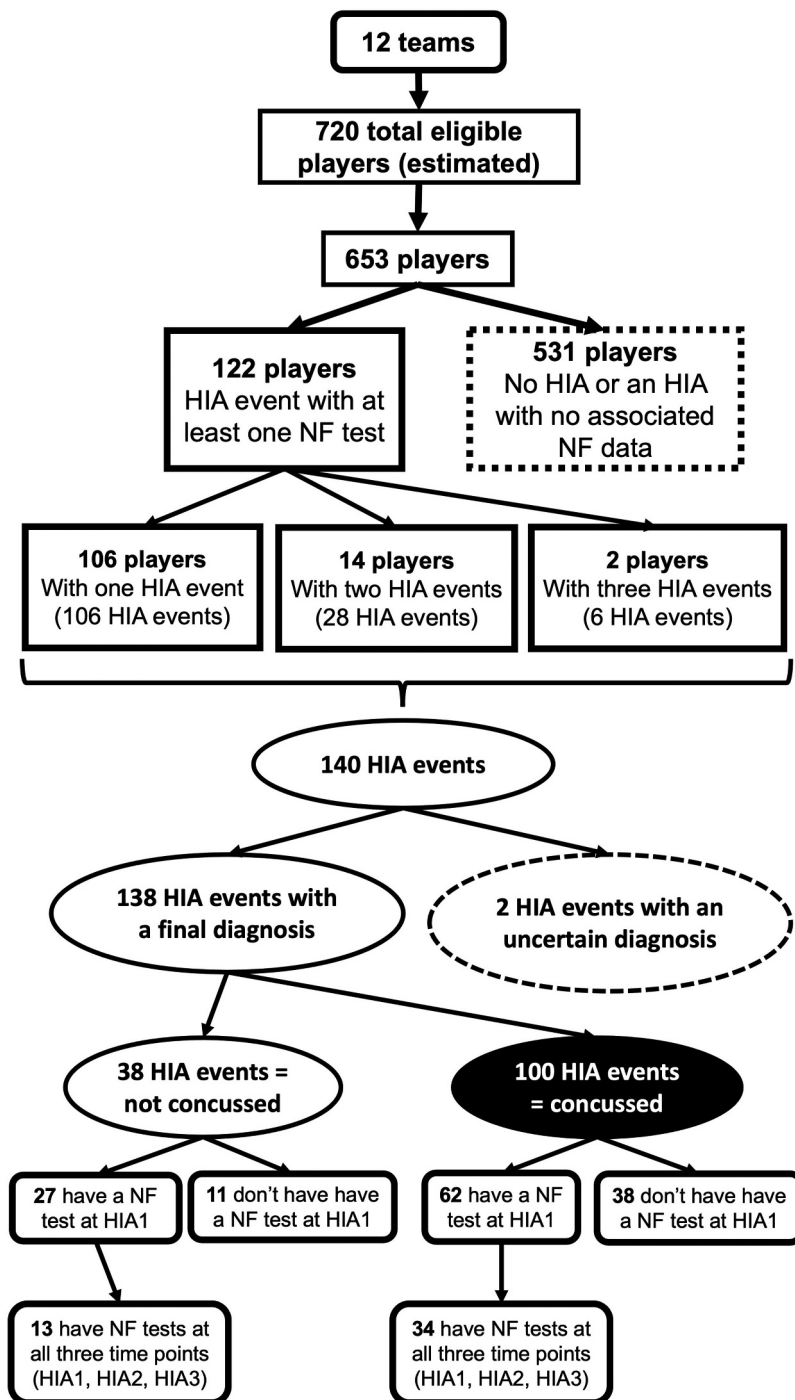 12 teams
720 total eligible
players (estimated)
653 players
122 players
HIA event with at
least one NF test
531 players
No HIA or an HIA
with no associated
NF data
106 players
With one HIA event
(106 HIA events)
14 players
With two HIA events
(28 HIA events)
2 players
With three HIA events
(6 HIA events)
140 HIA events
138 HIA events with
a final diagnosis
2 HIA events with an
uncertain diagnosis
38 HIA events =
not concussed
100 HIA events
= concussed
27 have a NF
test at HIA1
11 don't have have
a NF test at HIA1
62 have a NF
test at HIA1
38 don't have have
a NF test at HIA1
13 have NF tests at
all three time points
(HIA1, HIA2, HIA3)
34 have NF tests at
all three time points
(HIA1, HIA2, HIA3)